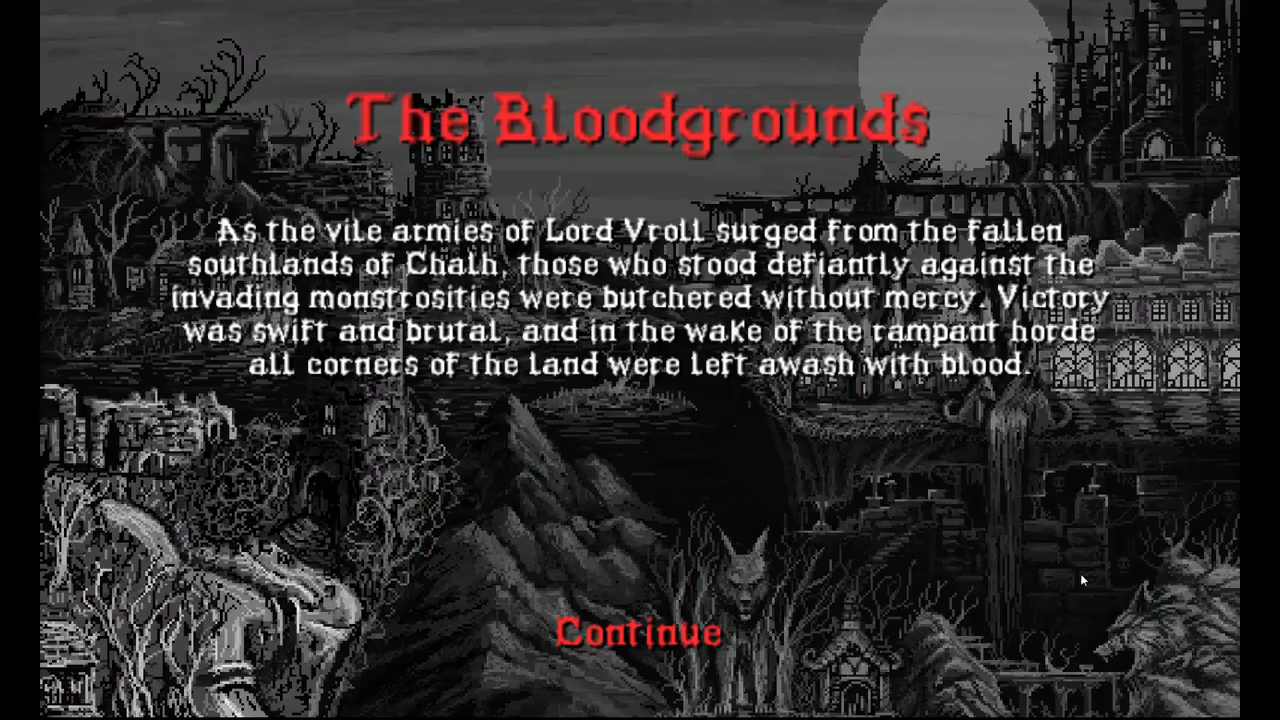 The Bloodgrounds
As the vile armies of Lord Vroll surged from the fallen
southlands of Chalh, those who stood defiantly against the
invading monstrosities were butchered without mercy. Victory
was swift and brutal, and in the wake of the rampant horde
all corners of the land were left awash with blood.
Continue